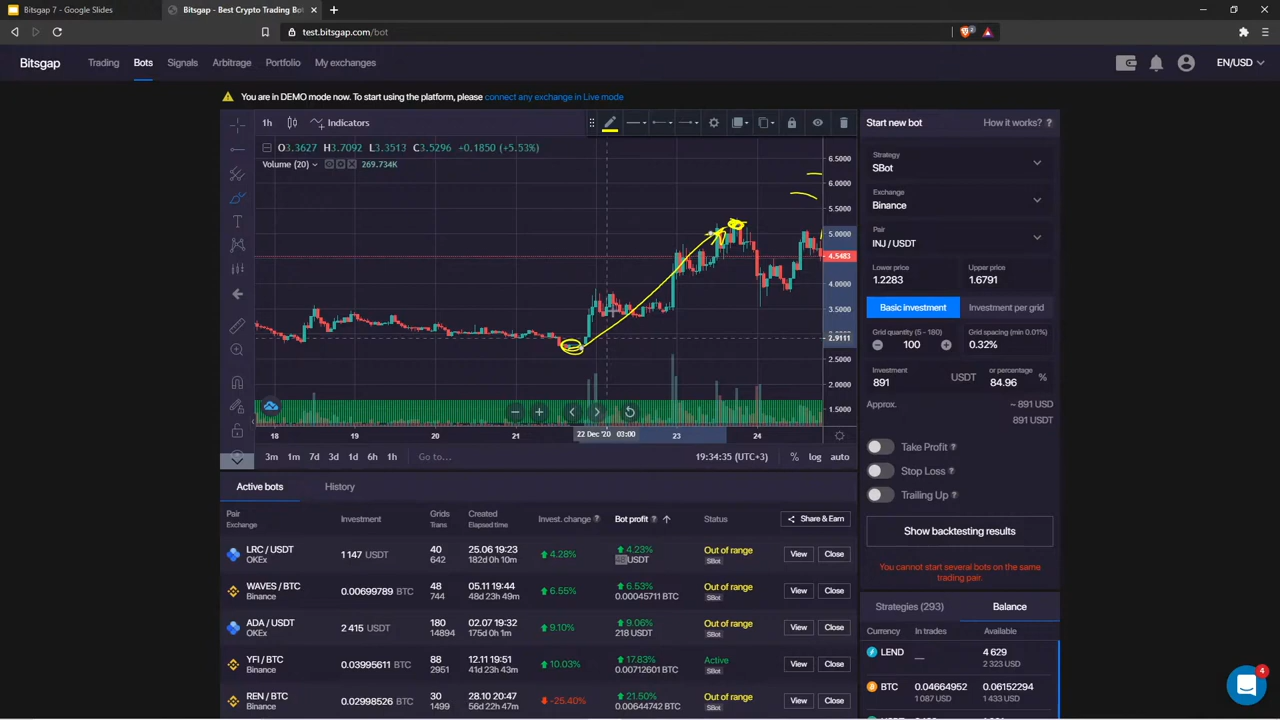 Bitsgap 7 - Google Slides
Bitsgap - Best Crypto Trading Bot
test.bitsgap.com/bot
2
Bitsgap Trading Bots Signals Arbitrage Portfolio My exchanges EN/USD
You are in DEMO mode now. To start using the platform, please connect any exchange in Live mode
1h Indicators
O3.3627 H3.7092 L3.3513 C3.5296 +0.1850 (+5.53%)
Volume (20) 269.734K
6.5000
6.0000
5.5000
5.0000
4.5483
4.0000
3.5000
2.9111
2.5000
2.0000
1.5000
18 19 20 21 22 Dec '20 03:00 23 24
3m 1m 7d 3d 1d 6h 1h Go to... 19:34:35 (UTC+3) % log auto
Start new bot How it works? ?
Strategy
SBot
Exchange
Binance
Pair
INJ / USDT
Lower price Upper price
1.2283 1.6791
Basic investment Investment per grid
Grid quantity (5 - 180) Grid spacing (min 0.01%)
100 0.32%
Investment or percentage
891 USDT 84.96 %
Approx. ~ 891 USD
891 USDT
Take Profit ?
Stop Loss ?
Trailing Up ?
Show backtesting results
You cannot start several bots on the same
trading pair.
Strategies (293) Balance
Currency In trades Available
LEND __ 4 629
2 323 USD
BTC 0.04664952 0.06152294
1 087 USD 1 433 USD
Active bots History
Pair Investment Grids Created Invest. change ? Bot profit ? Status Share & Earn
Exchange Trans Elapsed time
LRC / USDT 1 147 USDT 40 25.06 19:23 4.28% 4.23% Out of range View Close
OKEx 642 182d 0h 10m 48 USDT SBot
WAVES / BTC 0.00699789 BTC 48 05.11 19:44 6.55% 6.53% Out of range View Close
Binance 744 48d 23h 49m 0.00045711 BTC SBot
ADA / USDT 2 415 USDT 180 02.07 19:32 9.10% 9.06% Out of range View Close
OKEx 14894 175d 0h 1m 218 USDT SBot
YFI / BTC 0.03995611 BTC 88 12.11 19:51 10.03% 17.83% Active View Close
Binance 2951 41d 23h 43m 0.00712601 BTC SBot
REN / BTC 0.02998526 BTC 30 28.10 20:47 -25.40% 21.50% Out of range View Close
Binance 1499 56d 22h 47m 0.00644742 BTC SBot
4